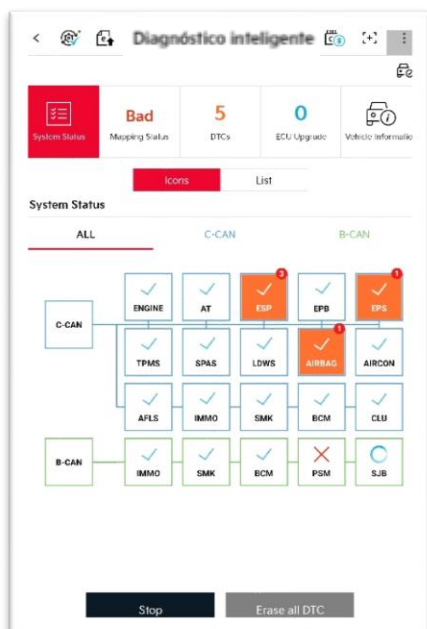 Diagnóstico inteligente
Bad 5 0
System Status Mapping Status DTCs ECU Upgrade Vehicle Informatio
Icons List
System Status
ALL C-CAN B-CAN
3 1
ENGINE AT ESP EPB EPS
C-CAN
1
TPMS SPAS LDWS AIRBAG AIRCON
AFLS IMMO SMK BCM CLU
B-CAN
IMMO SMK BCM PSM SJB
Stop Erase all DTC